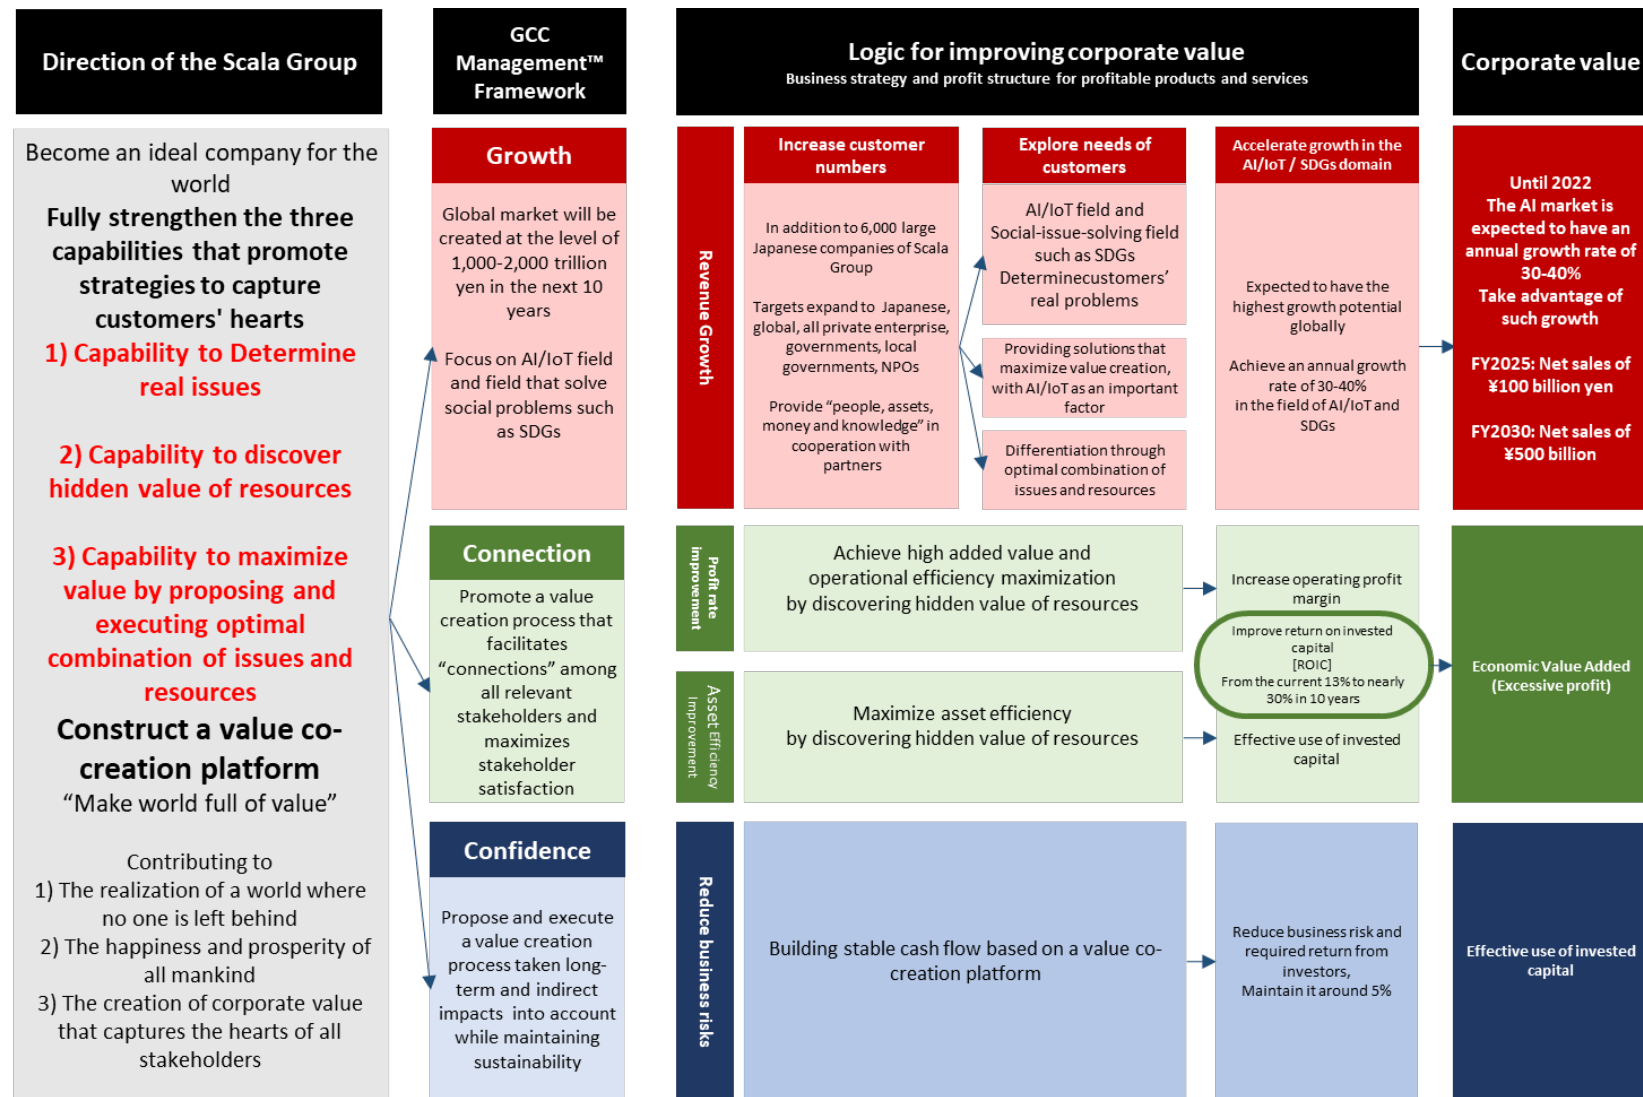 Direction of the Scala Group
GCC
Management™
Framework
Logic for improving corporate value
Business strategy and profit structure for profitable products and services
Corporate value
Become an ideal company for the
world
Fully strengthen the three
capabilities that promote
strategies to capture
customers' hearts
1) Capability to Determine
real issues
2) Capability to discover
hidden value of resources
3) Capability to maximize
value by proposing and
executing optimal
combination of issues and
resources
Construct a value co-
creation platform
“Make world full of value”
Contributing to
1) The realization of a world where
no one is left behind
2) The happiness and prosperity of
all mankind
3) The creation of corporate value
that captures the hearts of all
stakeholders
Growth
Global market will be
created at the level of
1,000-2,000 trillion
yen in the next 10
years
Focus on AI/IoT field
and field that solve
social problems such
as SDGs
Revenue Growth
Increase customer
numbers
In addition to 6,000 large
Japanese companies of Scala
Group
Targets expand to Japanese,
global, all private enterprise,
governments, local
governments, NPOs
Provide “people, assets,
money and knowledge” in
cooperation with
partners
Explore needs of
customers
AI/IoT field and
Social-issue-solving field
such as SDGs
Determinecustomers’
real problems
Providing solutions that
maximize value creation,
with AI/IoT as an important
factor
Differentiation through
optimal combination of
issues and resources
Accelerate growth in the
AI/IoT / SDGs domain
Expected to have the
highest growth potential
globally
Achieve an annual growth
rate of 30-40%
in the field of AI/IoT and
SDGs
Until 2022
The AI market is
expected to have an
annual growth rate of
30-40%
Take advantage of
such growth
FY2025: Net sales of
¥100 billion yen
FY2030: Net sales of
¥500 billion
Connection
Promote a value
creation process that
facilitates
“connections” among
all relevant
stakeholders and
maximizes
stakeholder
satisfaction
Profit rate
improvement
Achieve high added value and
operational efficiency maximization
by discovering hidden value of resources
Asset Efficiency
Improvement
Maximize asset efficiency
by discovering hidden value of resources
Increase operating profit
margin
Improve return on invested
capital
[ROIC]
From the current 13% to nearly
30% in 10 years
Effective use of invested
capital
Economic Value Added
(Excessive profit)
Confidence
Propose and execute
a value creation
process taken long-
term and indirect
impacts into account
while maintaining
sustainability
Reduce business risks
Building stable cash flow based on a value co-
creation platform
Reduce business risk and
required return from
investors,
Maintain it around 5%
Effective use of invested
capital